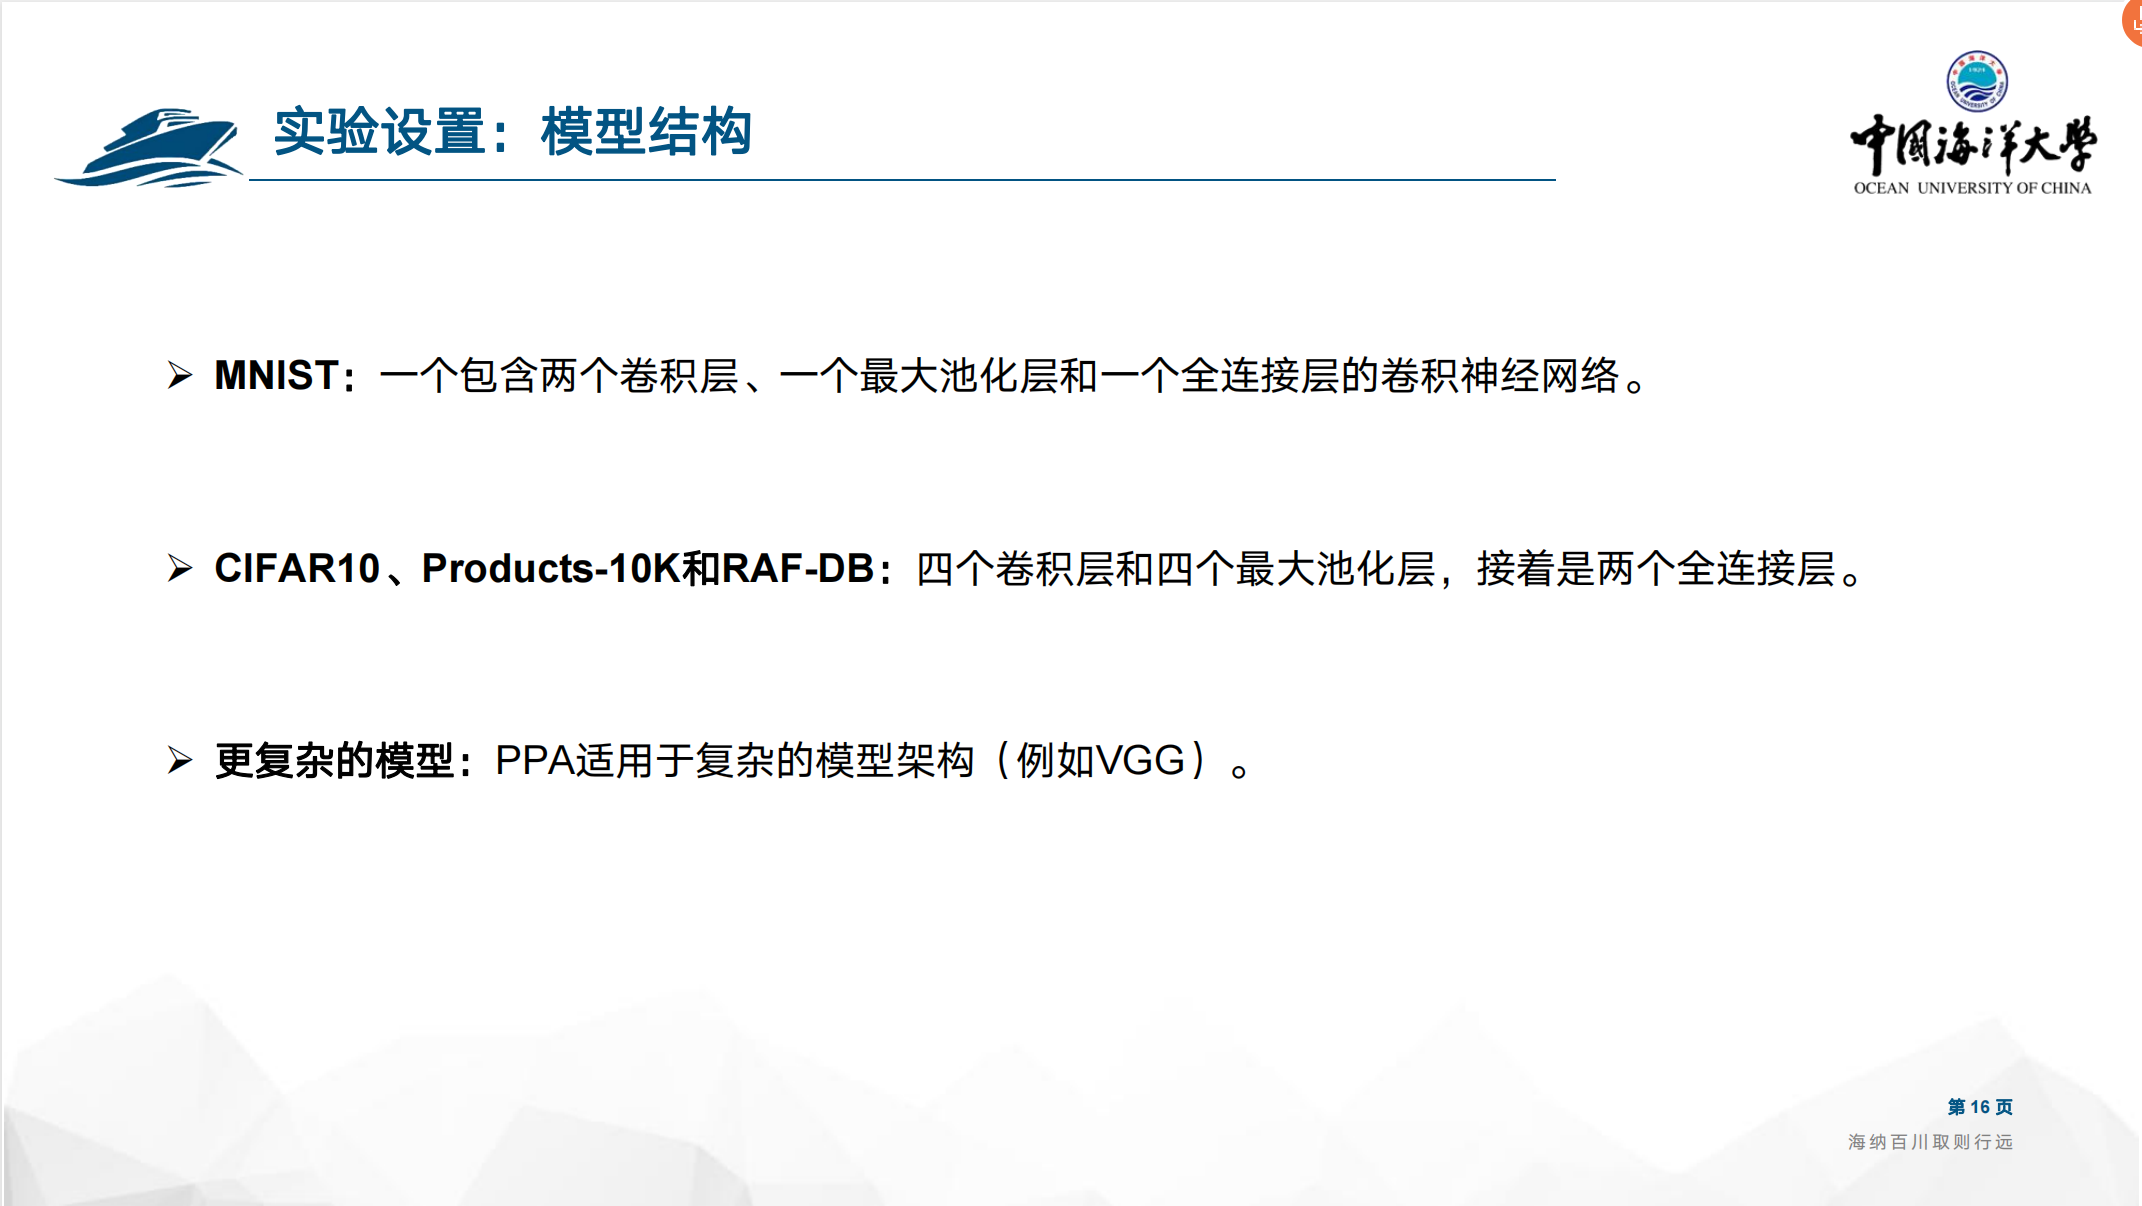 实验设置：模型结构
中国海洋大学
OCEAN UNIVERSITY OF CHINA
MNIST：一个包含两个卷积层、一个最大池化层和一个全连接层的卷积神经网络。
CIFAR10、Products-10K和RAF-DB：四个卷积层和四个最大池化层，接着是两个全连接层。
更复杂的模型：PPA适用于复杂的模型架构（例如VGG）。
第 16 页
海纳百川取则行远